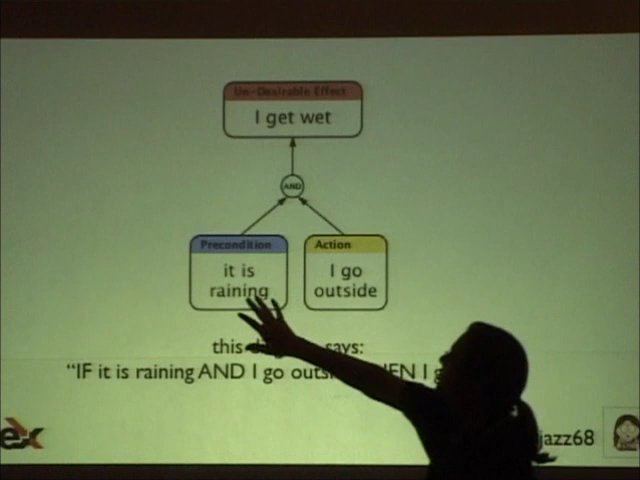 Un-Desirable Effect
I get wet
AND
Precondition
it is
raining
Action
I go
outside
this says:
"IF it is raining AND I go I
ex
jazz68